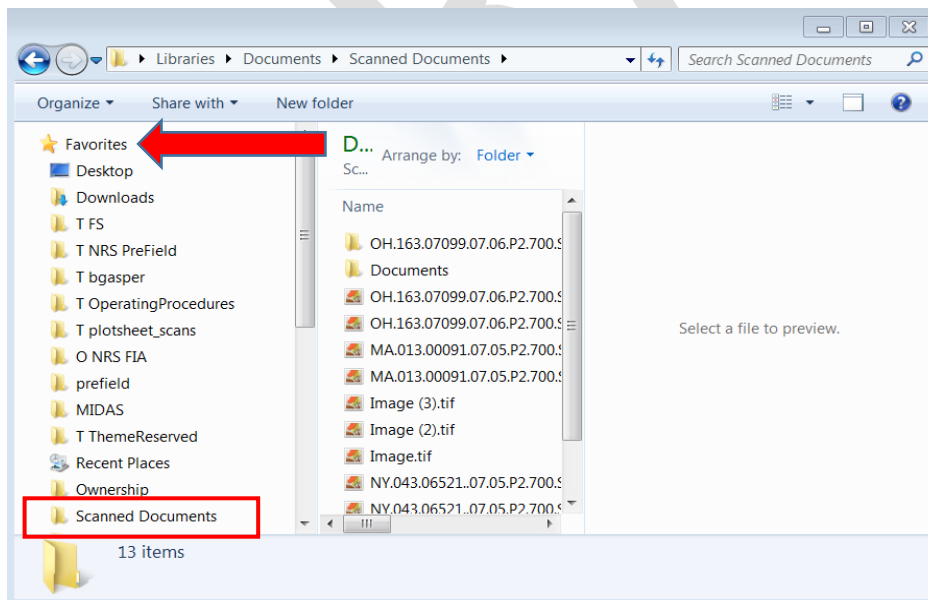 Libraries Documents Scanned Documents
Search Scanned Documents
Organize Share with New folder
Favorites
Desktop
Downloads
T FS
T NRS PreField
T bgasper
T OperatingProcedures
T plotsheet_scans
O NRS FIA
prefield
MIDAS
T ThemeReserved
Recent Places
Ownership
Scanned Documents
D...
Sc...
Arrange by: Folder
Name
OH.163.07099.07.06.P2.700.S
Documents
OH.163.07099.07.06.P2.700.S
OH.163.07099.07.06.P2.700.S
MA.013.00091.07.05.P2.700.S
MA.013.00091.07.05.P2.700.S
Image (3).tif
Image (2).tif
Image.tif
NY.043.06521..07.05.P2.700.S
NY.043.06521..07.05.P2.700.S
Select a file to preview.
13 items